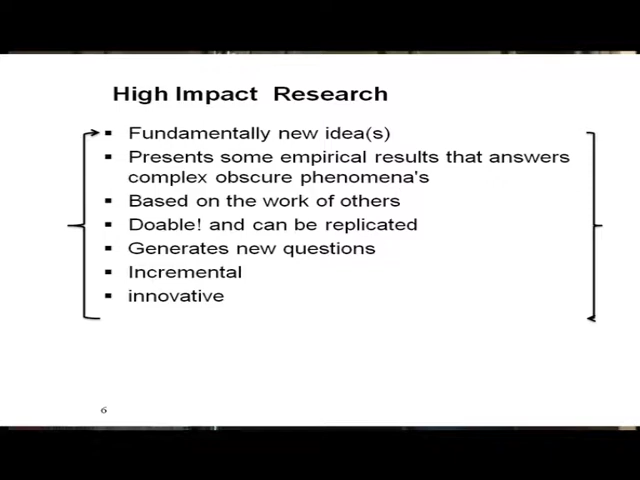 High Impact Research
Fundamentally new idea(s)
Presents some empirical results that answers
complex obscure phenomena's
Based on the work of others
Doable! and can be replicated
Generates new questions
Incremental
innovative
6